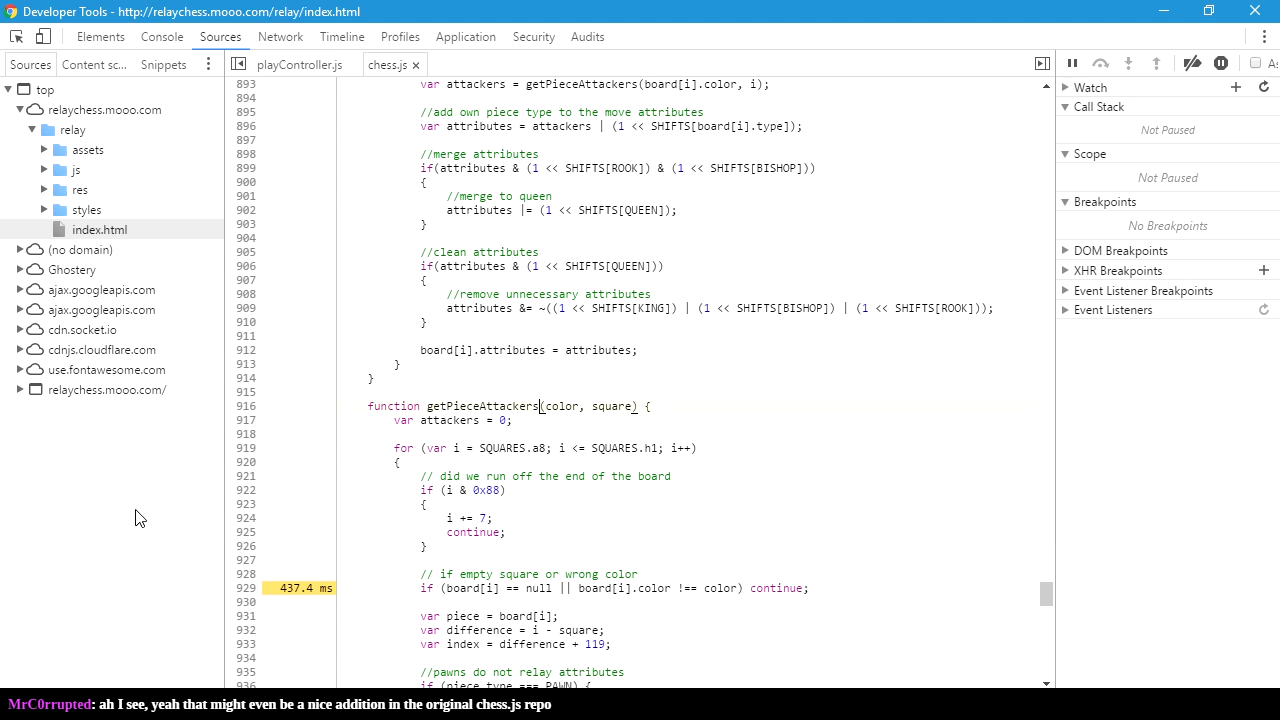 Developer Tools - http://relaychess.mooo.com/relay/index.html
Elements Console Sources Network Timeline Profiles Application Security Audits
Sources Content sc... Snippets playController.js chess.js
top
relaychess.mooo.com
relay
assets
js
res
styles
index.html
(no domain)
Ghostery
ajax.googleapis.com
ajax.googleapis.com
cdn.socket.io
cdnjs.cloudflare.com
use.fontawesome.com
relaychess.mooo.com/
893 var attackers = getPieceAttackers(board[i].color, i);
894
895 //add own piece type to the move attributes
896 var attributes = attackers | (1 << SHIFTS[board[i].type]);
897
898 //merge attributes
899 if(attributes & (1 << SHIFTS[ROOK]) & (1 << SHIFTS[BISHOP]))
900 {
901 //merge to queen
902 attributes |= (1 << SHIFTS[QUEEN]);
903 }
904
905 //clean attributes
906 if(attributes & (1 << SHIFTS[QUEEN]))
907 {
908 //remove unnecessary attributes
909 attributes &= ~((1 << SHIFTS[KING]) | (1 << SHIFTS[BISHOP]) | (1 << SHIFTS[ROOK]));
910 }
911
912 board[i].attributes = attributes;
913 }
914 }
915
916 function getPieceAttackers(color, square) {
917 var attackers = 0;
918
919 for (var i = SQUARES.a8; i <= SQUARES.h1; i++)
920 {
921 // did we run off the end of the board
922 if (i & 0x88)
923 {
924 i += 7;
925 continue;
926 }
927
928 // if empty square or wrong color
929 437.4 ms if (board[i] == null || board[i].color !== color) continue;
930
931 var piece = board[i];
932 var difference = i - square;
933 var index = difference + 119;
934
935 //pawns do not relay attributes
936 if (piece.type === PAWN) {
As
Watch
Call Stack
Not Paused
Scope
Not Paused
Breakpoints
No Breakpoints
DOM Breakpoints
XHR Breakpoints
Event Listener Breakpoints
Event Listeners
MrC0rrupted: ah I see, yeah that might even be a nice addition in the original chess.js repo